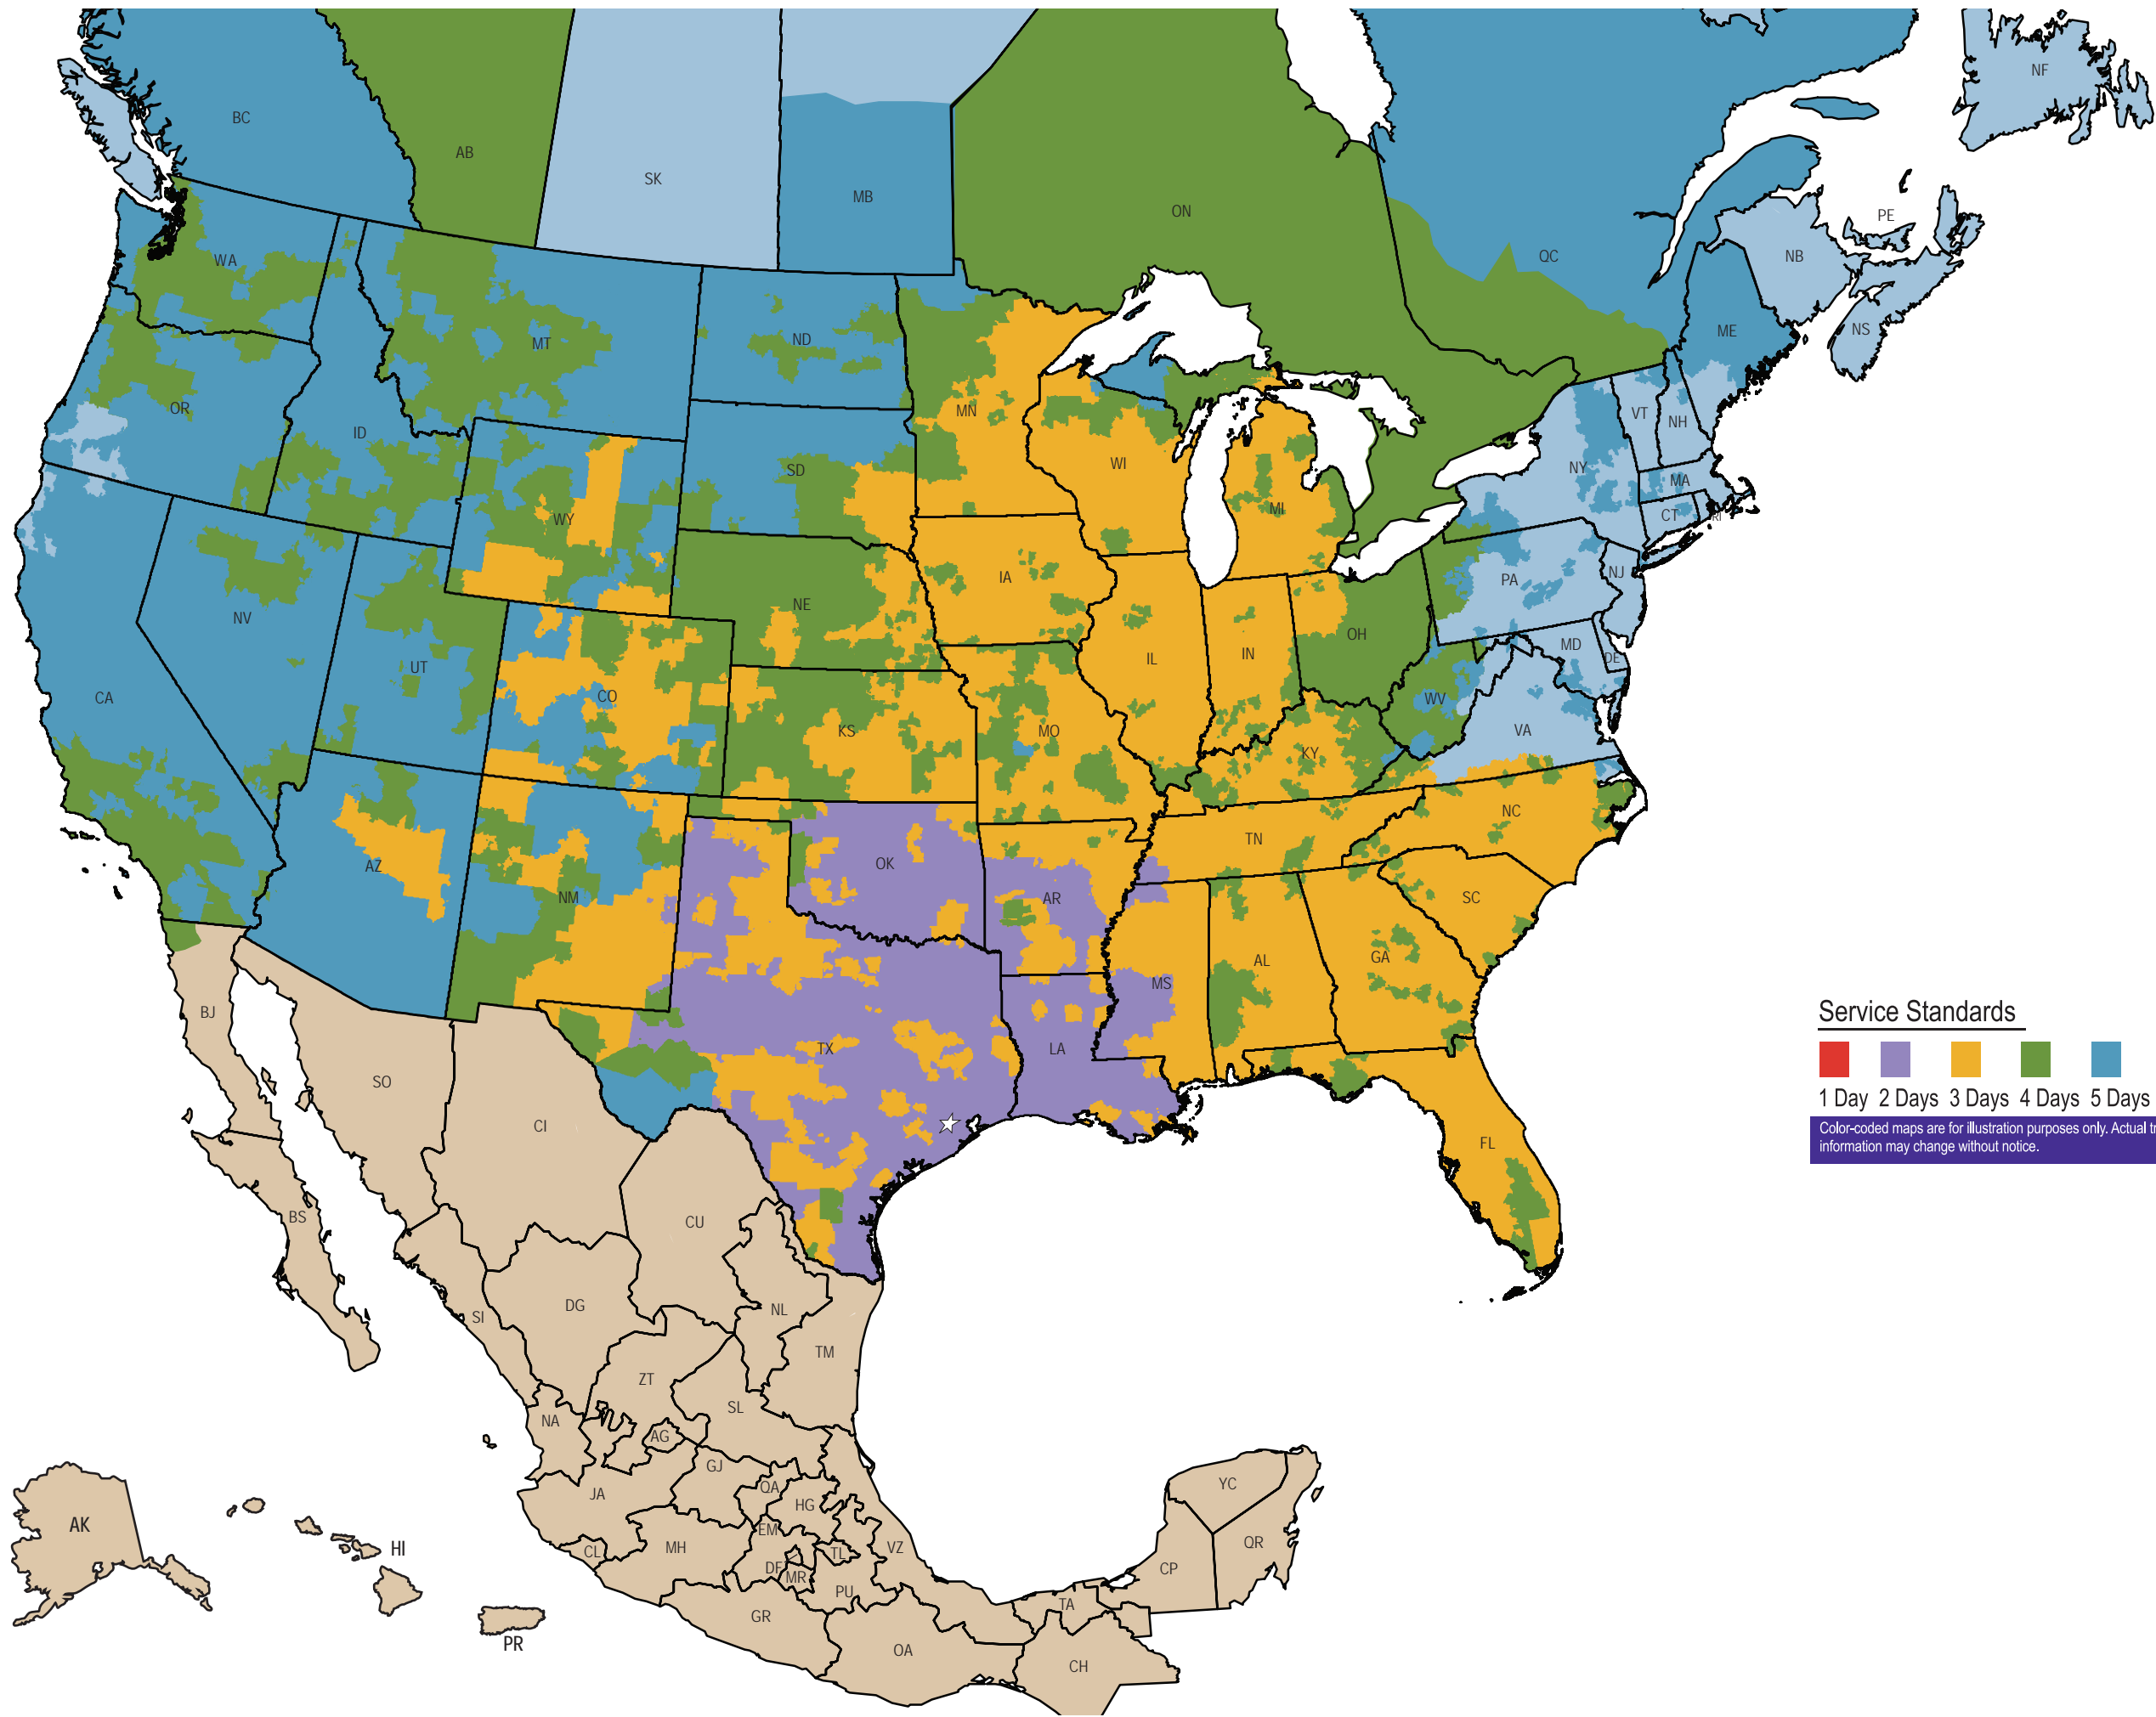 NF
BC
AB
SK
MB
ON
PE
QC
NB
WA
NS
ME
ND
MT
OR
MN
VT
NH
ID
WI
NY
SD
MA
MI
WY
CT
RI
IA
PA
NJ
NE
NV
OH
MD
IN
IL
DE
UT
CO
WV
CA
KS
MO
VA
KY
NC
TN
OK
AZ
NM
AR
SC
GA
AL
MS
BJ
Service Standards
TX
LA
SO
1 Day 2 Days 3 Days 4 Days 5 Days
CI
Color-coded maps are for illustration purposes only. Actual
information may change without notice.
FL
BS
CU
DG
NL
SI
TM
ZT
SL
NA
AG
GJ
YC
QA
JA
HG
AK
EM
QR
HI
MH
VZ
CL
TL
DF
CP
MR
PU
TA
GR
PR
OA
CH